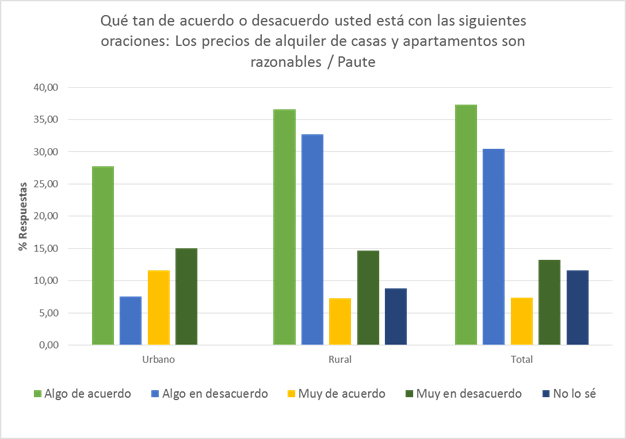 Qué tan de acuerdo o desacuerdo usted está con las siguientes
oraciones: Los precios de alquiler de casas y apartamentos son
razonables / Paute
40,00
35,00
30,00
25,00
20,00
15,00
10,00
5,00
0,00
% Respuestas
Urbano Rural Total
Algo de acuerdo Algo en desacuerdo Muy de acuerdo Muy en desacuerdo No lo sé